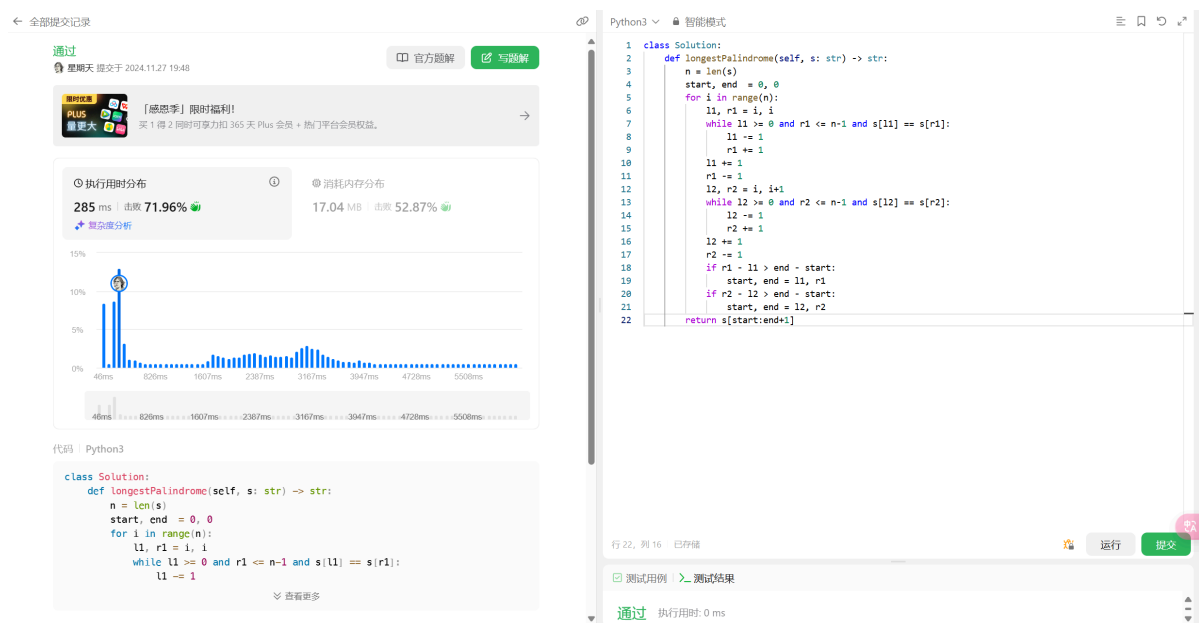 全部提交记录
通过
星期天 提交于 2024.11.27 19:48
官方题解
写题解
限时优惠
PLUS
量更大
「感恩季」限时福利!
买 1 得 2 同时可享力扣 365 天 Plus 会员 + 热门平台会员权益。
执行用时分布
285 ms 击败 71.96%
复杂度分析
消耗内存分布
17.04 MB 击败 52.87%
15%
10%
5%
0%
46ms 826ms 1607ms 2387ms 3167ms 3947ms 4728ms 5508ms
46ms 826ms 1607ms 2387ms 3167ms 3947ms 4728ms 5508ms
代码 Python3
class Solution:
    def longestPalindrome(self, s: str) -> str:
        n = len(s)
        start, end  = 0, 0
        for i in range(n):
            l1, r1 = i, i
            while l1 >= 0 and r1 <= n-1 and s[l1] == s[r1]:
                l1 -= 1
查看更多
Python3 智能模式
1 class Solution:
2     def longestPalindrome(self, s: str) -> str:
3         n = len(s)
4         start, end  = 0, 0
5         for i in range(n):
6             l1, r1 = i, i
7             while l1 >= 0 and r1 <= n-1 and s[l1] == s[r1]:
8                 l1 -= 1
9                 r1 += 1
10             l1 += 1
11             r1 -= 1
12             l2, r2 = i, i+1
13             while l2 >= 0 and r2 <= n-1 and s[l2] == s[r2]:
14                 l2 -= 1
15                 r2 += 1
16             l2 += 1
17             r2 -= 1
18             if r1 - l1 > end - start:
19                 start, end = l1, r1
20             if r2 - l2 > end - start:
21                 start, end = l2, r2
22         return s[start:end+1]
行 22, 列 16 已存储
运行
提交
测试用例
测试结果
通过 执行用时: 0 ms